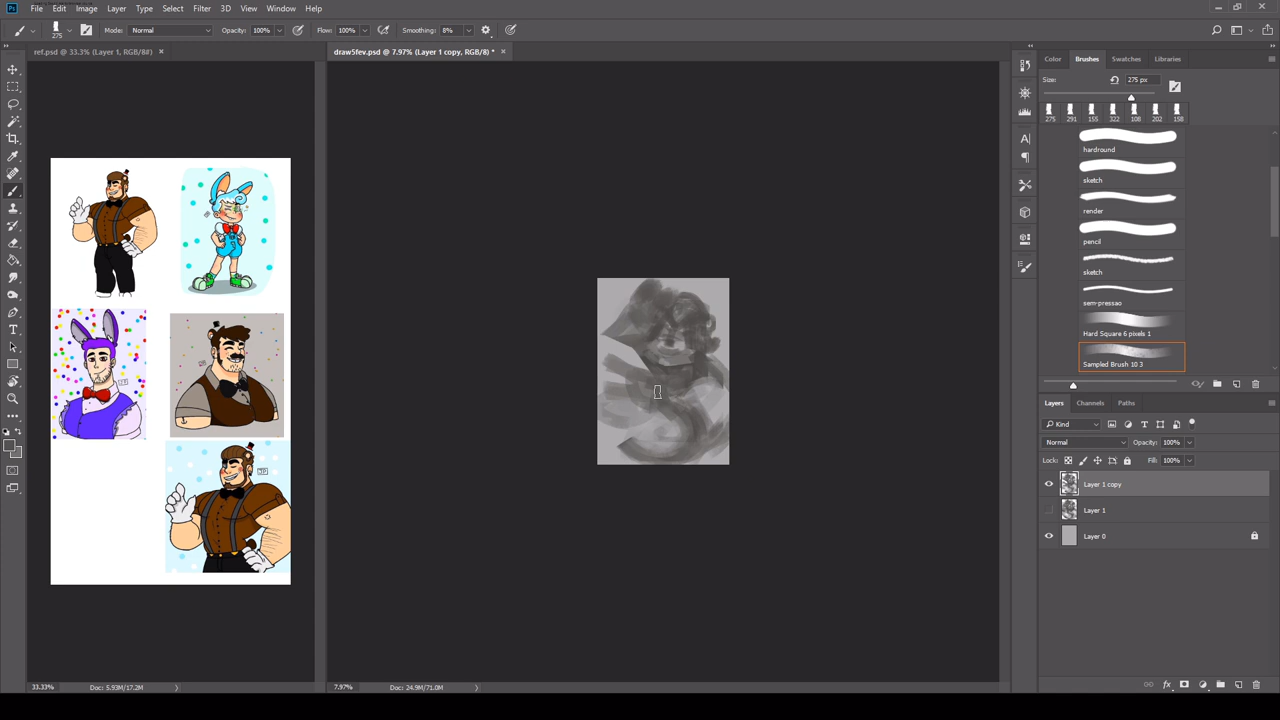 Ps File Edit Image Layer Type Select Filter 3D View Window Help
275 Mode: Normal Opacity: 100% Flow: 100% Smoothing: 8%
ref.psd @ 33.3% (Layer 1, RGB/8#) ×
draw5fev.psd @ 7.97% (Layer 1 copy, RGB/8) * ×
Color Brushes Swatches Libraries
Size: 275 px
275 291 155 322 108 202 158
hardround
sketch
render
pencil
sketch
sem-pressao
Hard Square 6 pixels 1
Sampled Brush 10 3
Layers Channels Paths
Kind
Normal Opacity: 100%
Lock: Fill: 100%
Layer 1 copy
Layer 1
Layer 0
33.33% Doc: 5.93M/17.2M
7.97% Doc: 24.9M/71.0M